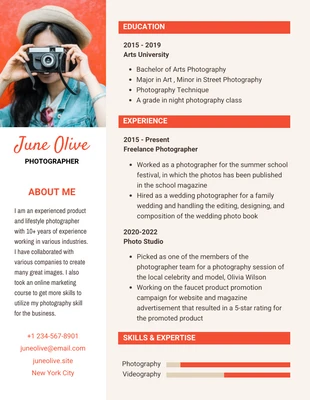 June Olive
PHOTOGRAPHER
ABOUT ME
I am an experienced product
and lifestyle photographer
with 10+ years of experience
working in various industries.
I have collaborated with
various companies to create
many great images. I also
took an online marketing
course to get more skills to
utilize my photography skill
for the business.
+1 234-567-8901
juneolive@email.com
juneolive.site
New York City
EDUCATION
2015 - 2019
Arts University
• Bachelor of Arts Photography
• Major in Art , Minor in Street Photography
• Photography Technique
• A grade in night photography class
EXPERIENCE
2015 - Present
Freelance Photographer
• Worked as a photographer for the summer school
festival, in which the photos has been published
in the school magazine
• Hired as a wedding photographer for a family
wedding and handling the editing, designing, and
composition of the wedding photo book
2020-2022
Photo Studio
• Picked as one of the members of the
photographer team for a photography session of
the local celebrity and model, Olivia Wilson
• Working on the faucet product promotion
campaign for website and magazine
advertisement that resulted in a 5-star rating for
the promoted product
SKILLS & EXPERTISE
Photography
Videography